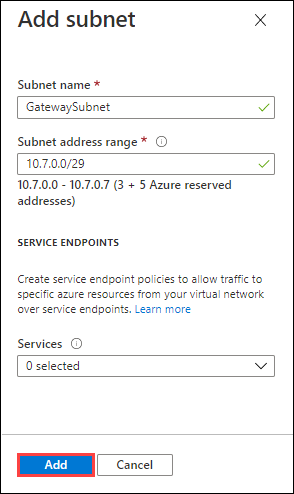 Add subnet
Subnet name *
GatewaySubnet
Subnet address range *
10.7.0.0/29
10.7.0.0 - 10.7.0.7 (3 + 5 Azure reserved
addresses)
SERVICE ENDPOINTS
Create service endpoint policies to allow traffic to
specific azure resources from your virtual network
over service endpoints. Learn more
Services
0 selected
Add
Cancel